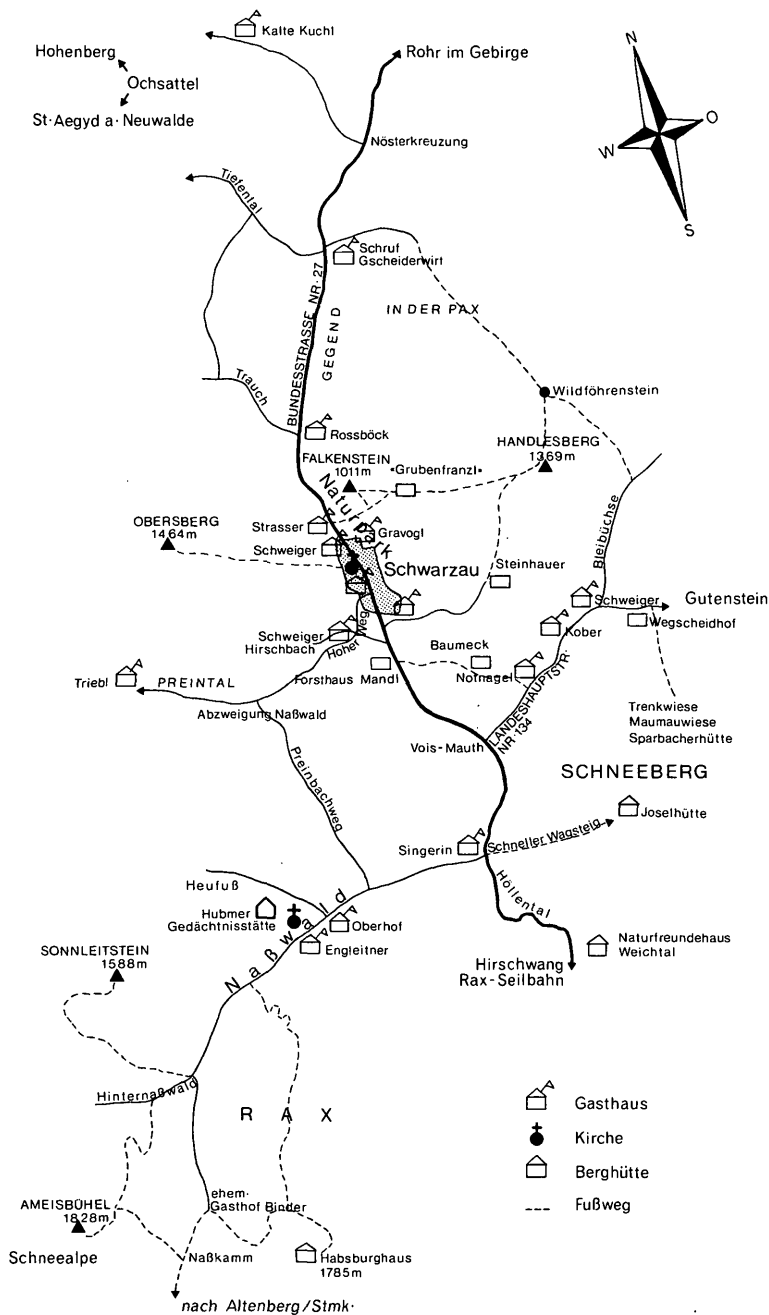 Kalte Kuchl
Hohenberg
Rohr im Gebirge
Ochsattel
St·Aegyd a·Neuwalde
N
O
W
S
Nösterkreuzung
Tiefental
Schruf
Gscheiderwirt
BUNDESSTRASSE NR·27
GEGEND
IN DER PAX
Trauch
Wildföhrenstein
Rossböck
HANDLESBERG
1369m
FALKENSTEIN
1011m
"Grubenfranzl"
Naturpark
OBERSBERG
1464m
Strasser
Gravogl
Schweiger
Bleibüchse
Steinhauer
Schwarzau
Schweiger
Gutenstein
Wegscheidhof
Kober
Schweiger
Hirschbach
Hoher Weg
Baumeck
Triebl
PREINTAL
Forsthaus Mandl
Notnagel
Abzweigung Naßwald
LANDESHAUPTSTR·
NR·134
Trenkwiese
Maumauwiese
Sparbacherhütte
Vois-Mauth
Preinbachweg
SCHNEEBERG
Joselhütte
Singerin
Schneller Wagsteig
Heufuß
Höllental
Naßwald
Hubmer
Gedächtnisstätte
Oberhof
Engleitner
Naturfreundehaus
Weichtal
SONNLEITSTEIN
1588m
Hirschwang
Rax-Seilbahn
Hinternaßwald
RAX
Gasthaus
Kirche
Berghütte
Fußweg
AMEISBÜHEL
1828m
ehem·
Gasthof Binder
Schneealpe
Naßkamm
Habsburghaus
1785m
nach Altenberg/Stmk·